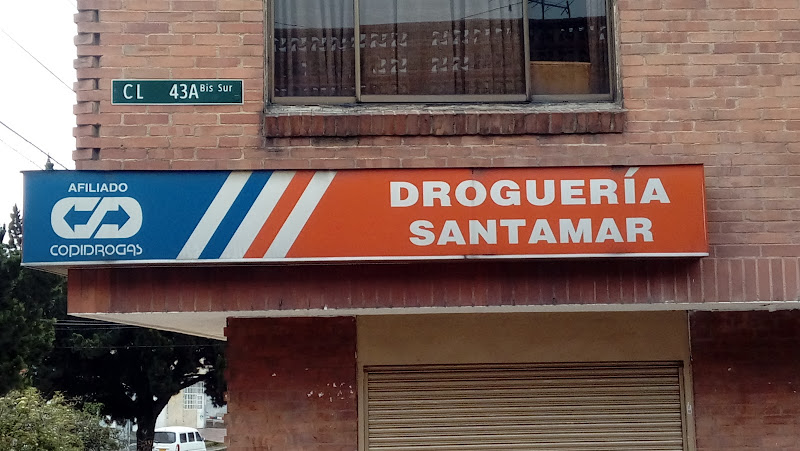 CL 43A Bis Sur
AFILIADO
COPIDROGAS
DROGUERÍA
SANTAMAR